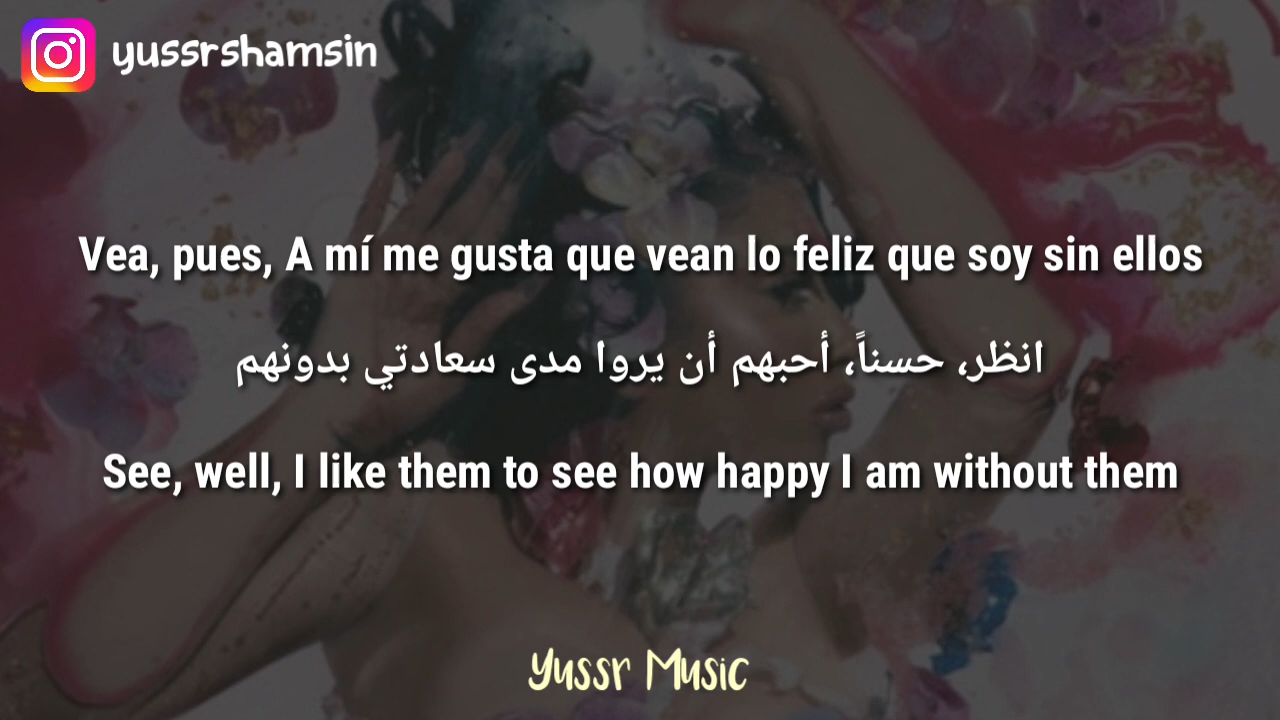 yussrshamsin
Vea, pues, A mí me gusta que vean lo feliz que soy sin ellos
انظر، حسناً، أحبهم أن يروا مدى سعادتي بدونهم
See, well, I like them to see how happy I am without them
Yussr Music